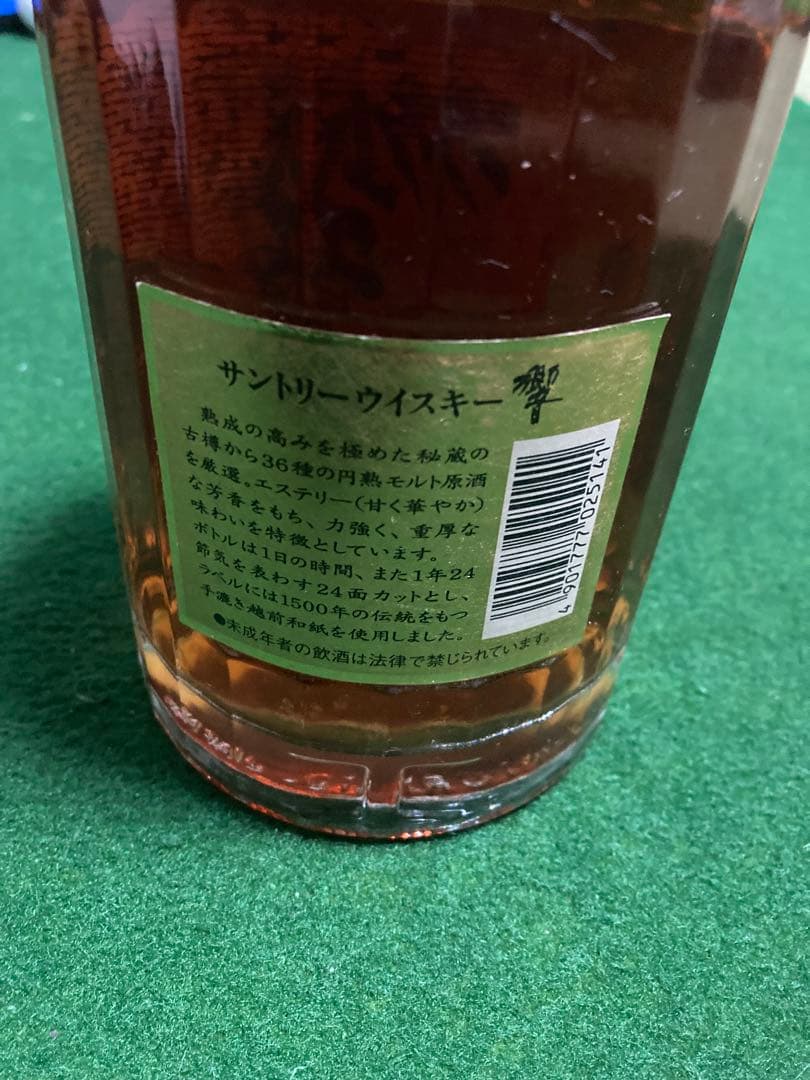 サントリーウイスキー 響
熟成の高みを極めた秘蔵の
古樽から36種の円熟モルト原酒
を厳選。エステリー(甘く華やか)
な芳香をもち、力強く、重厚な
味わいを特徴としています。
ボトルは1日の時間、また1年24
節気を表わす24面カットとし、
ラベルには1500年の伝統をもつ
手漉き越前和紙を使用しました。
●未成年者の飲酒は法律で禁じられています。
4 901777 025141